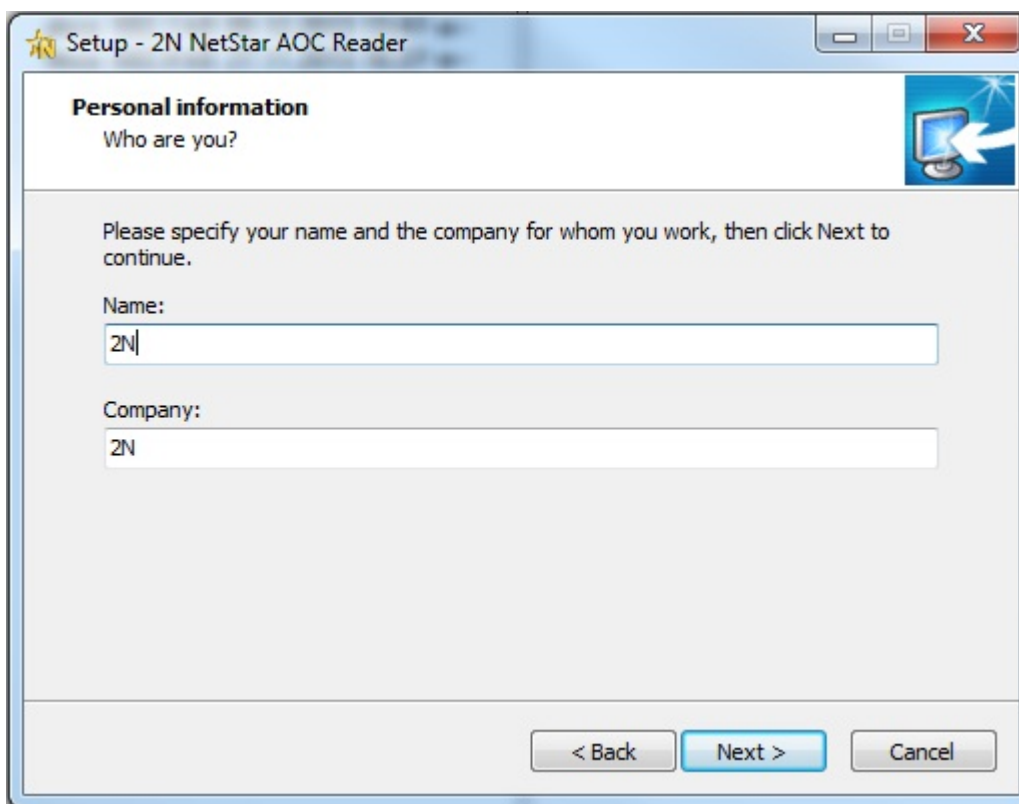 Setup - 2N NetStar AOC Reader
Personal information
Who are you?
Please specify your name and the company for whom you work, then click Next to
continue.
Name:
2N
Company:
2N
< Back Next > Cancel